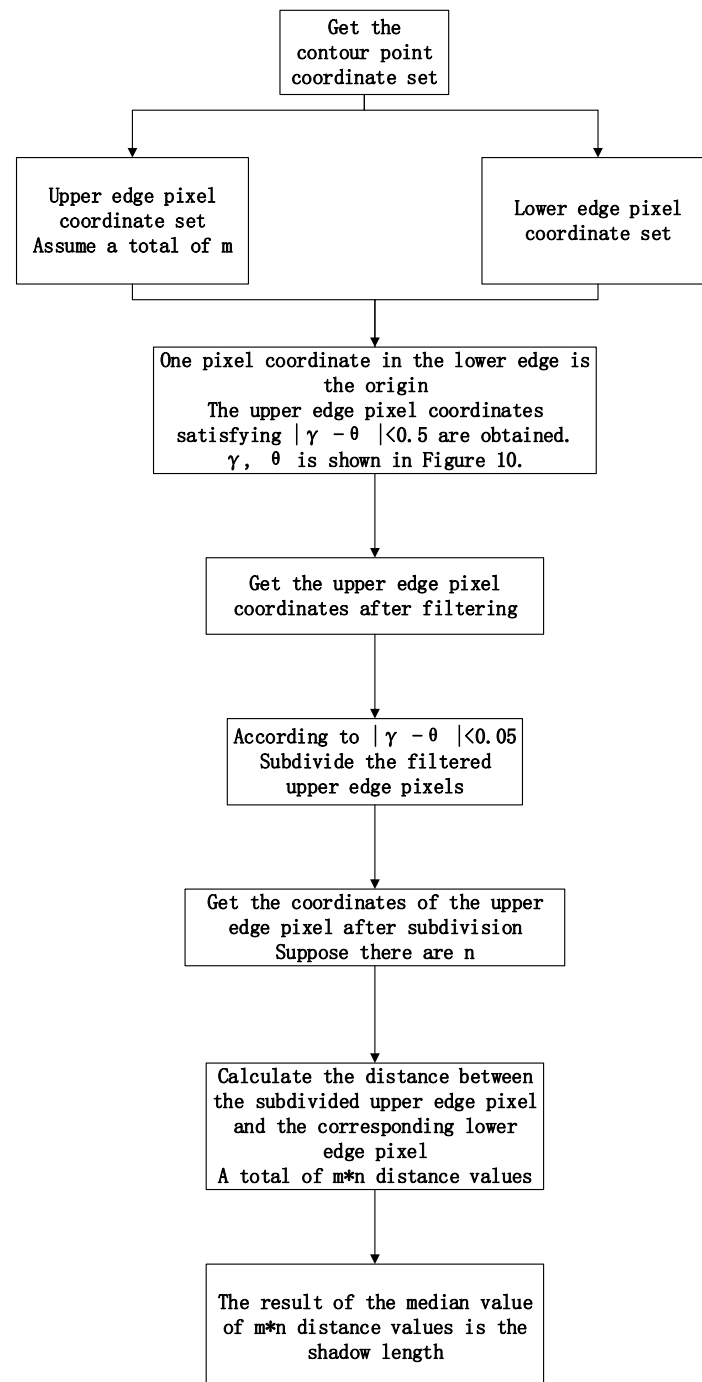 Get the
contour point
coordinate set
Upper edge pixel
coordinate set
Assume a total of m
Lower edge pixel
coordinate set
One pixel coordinate in the lower edge is
the origin
The upper edge pixel coordinates
satisfying |γ -θ |<0.5 are obtained.
γ, θ is shown in Figure 10.
Get the upper edge pixel
coordinates after filtering
According to |γ -θ |<0.05
Subdivide the filtered
upper edge pixels
Get the coordinates of the upper
edge pixel after subdivision
Suppose there are n
Calculate the distance between
the subdivided upper edge pixel
and the corresponding lower
edge pixel
A total of m*n distance values
The result of the median value
of m*n distance values is the
shadow length